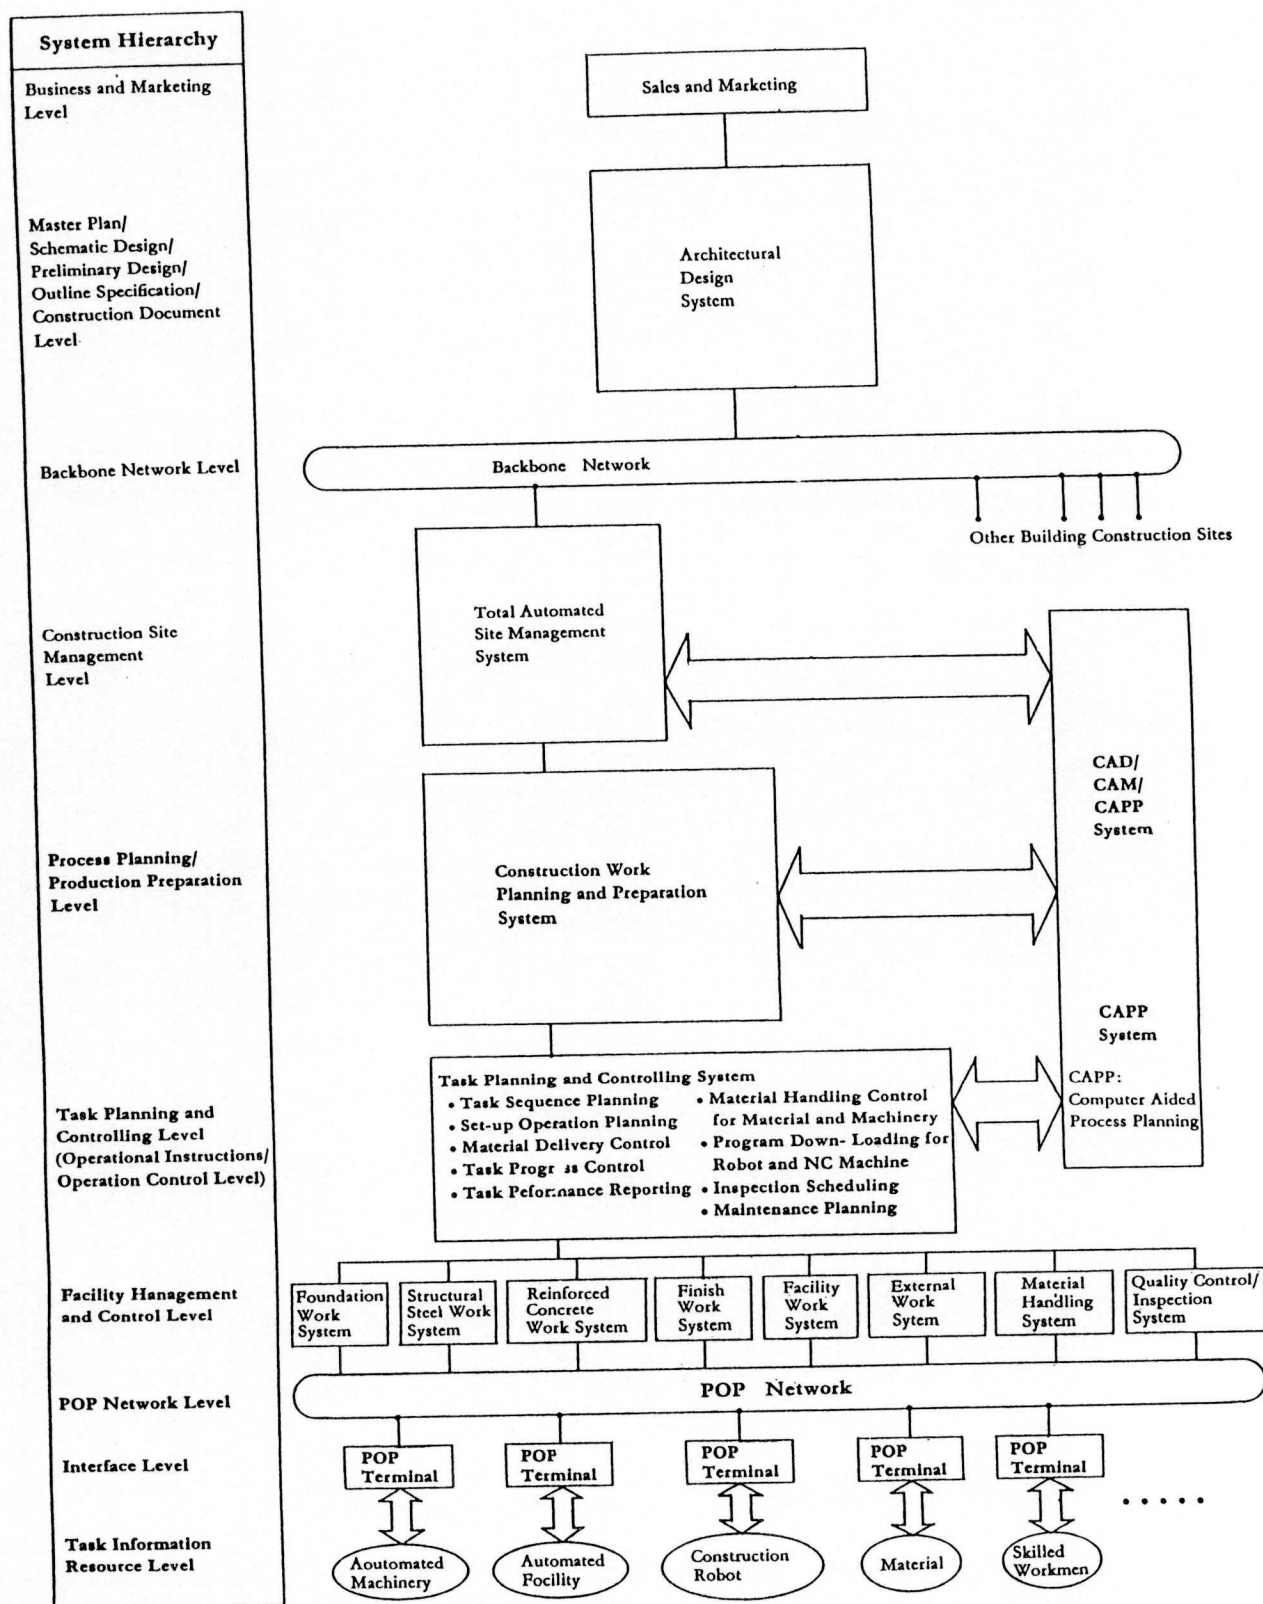 System Hierarchy
Business and Marketing
Level
Master Plan/
Schematic Design/
Preliminary Design/
Outline Specification/
Construction Document
Level
Backbone Network Level
Construction Site
Management
Level
Process Planning/
Production Preparation
Level
Task Planning and
Controlling Level
(Operational Instructions/
Operation Control Level)
Facility Hanagement
and Control Level
POP Network Level
Interface Level
Task Information
Resource Level
Sales and Marketing
Architectural
Design
System
Backbone Network
Other Building Construction Sites
Total Automated
Site Management
System
CAD/
CAM/
CAPP
System
Construction Work
Planning and Preparation
System
CAPP
System
CAPP:
Computer Aided
Process Planning
Task Planning and Controlling System
• Task Sequence Planning
• Set-up Operation Planning
• Material Delivery Control
• Task Progr ss Control
• Task Peformance Reporting
• Material Handling Control
for Material and Machinery
• Program Down- Loading for
Robot and NC Machine
• Inspection Scheduling
• Maintenance Planning
Foundation
Work
System
Structural
Steel Work
System
Reinforced
Concrete
Work System
Finish
Work
System
Facility
Work
System
External
Work
Sytem
Material
Handling
System
Quality Control/
Inspection
System
POP Network
POP
Terminal
POP
Terminal
POP
Terminal
POP
Terminal
POP
Terminal
• • • • •
Aoutomated
Machinery
Automated
Focility
Construction
Robot
Material
Skilled
Workmen